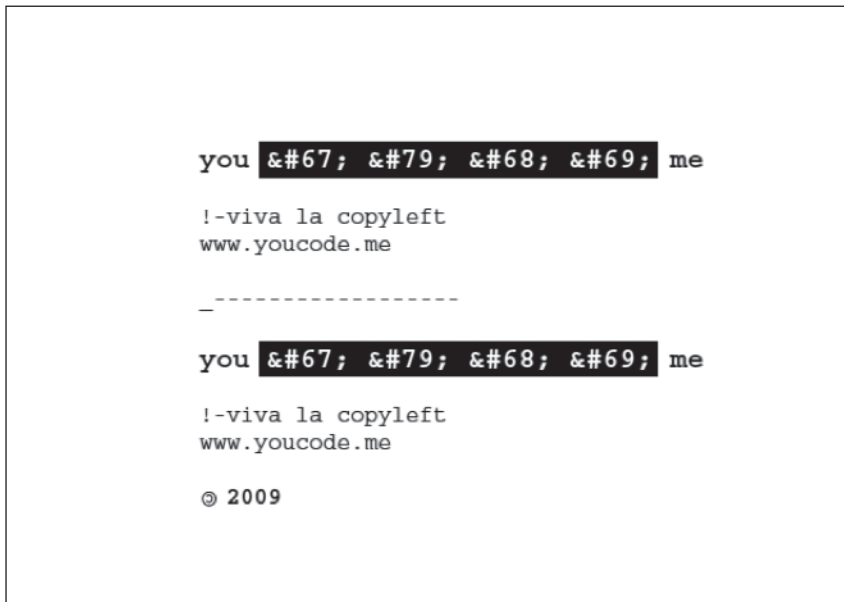 you &#67; &#79; &#68; &#69; me
!-viva la copyleft
www.youcode.me
_------------------
you &#67; &#79; &#68; &#69; me
!-viva la copyleft
www.youcode.me
🄯 2009